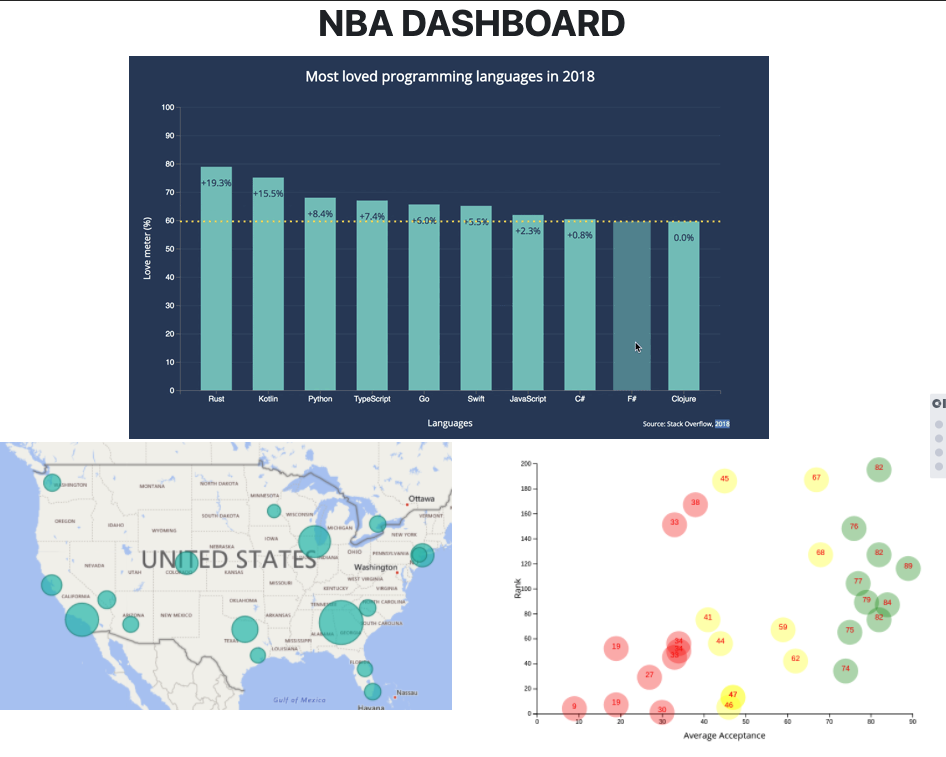 NBA DASHBOARD
Most loved programming languages in 2018
100
90
80
70
60
50
40
30
20
10
0
Love meter (%)
+19.3%
+15.5%
+8.4%
+7.4%
+6.0%
+5.5%
+2.3%
+0.8%
0.0%
Rust Kotlin Python TypeScript Go Swift JavaScript C# F# Clojure
Languages
Source: Stack Overflow, 2018
Ottawa
WASHINGTON
MONTANA
NORTH DAKOTA
MINNESOTA
VERMONT
OREGON
IDAHO
SOUTH DAKOTA
WISCONSIN
MICHIGAN
NEW YORK
WYOMING
IOWA
NEBRASKA
UNITED STATES
OHIO
PENNSYLVANIA
INDIANA
NEVADA
UTAH
KANSAS
Washington
MISSOURI
WEST VIRGINIA
KENTUCKY
VIRGINIA
CALIFORNIA
OKLAHOMA
ARIZONA
NEW MEXICO
ARKANSAS
NORTH CAROLINA
SOUTH CAROLINA
GEORGIA
MISSISSIPPI
TEXAS
LOUISIANA
Gulf of Mexico
Nassau
Havana
200
180
160
140
120
100
80
60
40
20
0
Rank
45
67
82
38
33
76
68
82
89
77
79
84
82
41
59
75
44
34
19
62
74
27
47
46
9
19
30
0 10 20 30 40 50 60 70 80 90
Average Acceptance